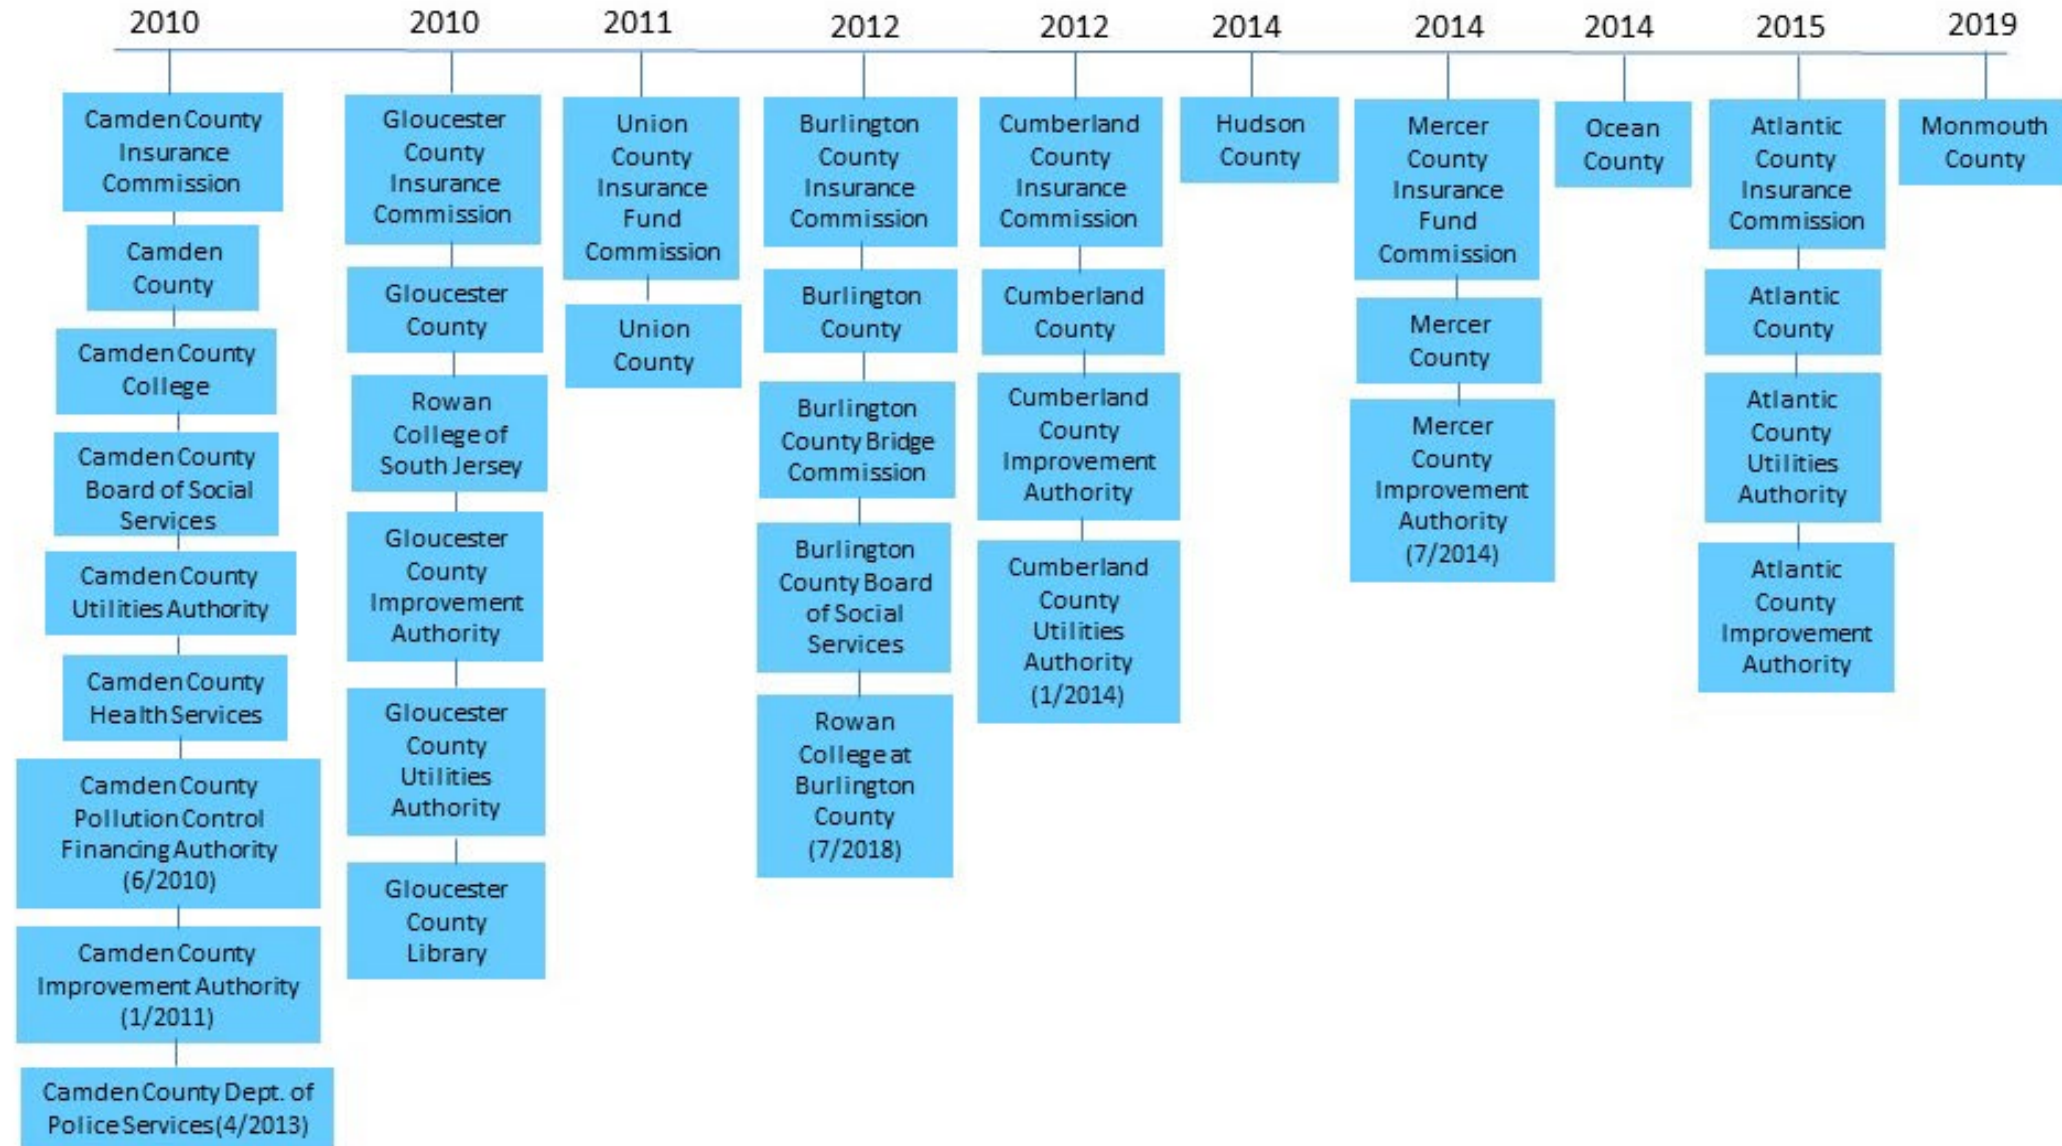 2010
2010
2011
2012
2012
2014
2014
2014
2015
2019
Camden County
Insurance
Commission
Camden
County
Camden County
College
Camden County
Board of Social
Services
Camden County
Utilities Authority
Camden County
Health Services
Camden County
Pollution Control
Financing Authority
(6/2010)
Camden County
Improvement Authority
(1/2011)
Camden County Dept. of
Police Services(4/2013)
Gloucester
County
Insurance
Commission
Gloucester
County
Rowan
College of
South Jersey
Gloucester
County
Improvement
Authority
Gloucester
County
Utilities
Authority
Gloucester
County
Library
Union
County
Insurance
Fund
Commission
Union
County
Burlington
County
Insurance
Commission
Burlington
County
Burlington
County Bridge
Commission
Burlington
County Board
of Social
Services
Rowan
College at
Burlington
County
(7/2018)
Cumberland
County
Insurance
Commission
Cumberland
County
Cumberland
County
Improvement
Authority
Cumberland
County
Utilities
Authority
(1/2014)
Hudson
County
Mercer
County
Insurance
Fund
Commission
Mercer
County
Mercer
County
Improvement
Authority
(7/2014)
Ocean
County
Atlantic
County
Insurance
Commission
Atlantic
County
Atlantic
County
Utilities
Authority
Atlantic
County
Improvement
Authority
Monmouth
County